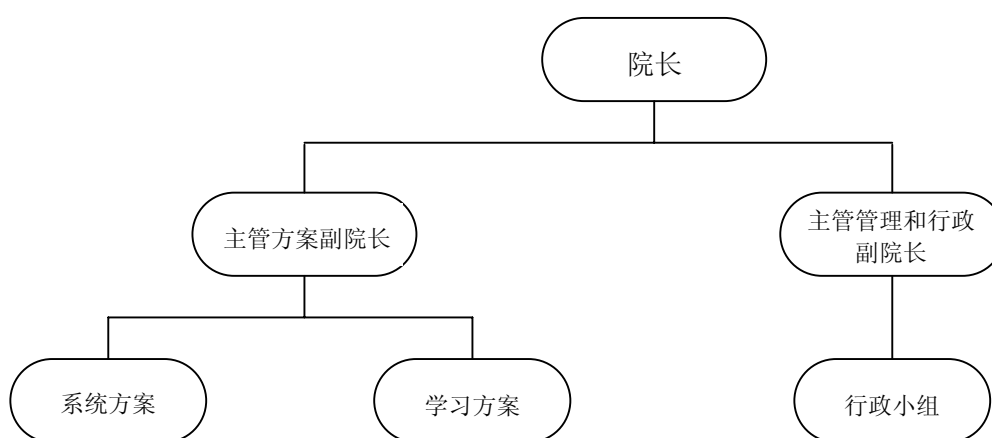 院长
主管方案副院长
主管管理和行政
副院长
系统方案
学习方案
行政小组